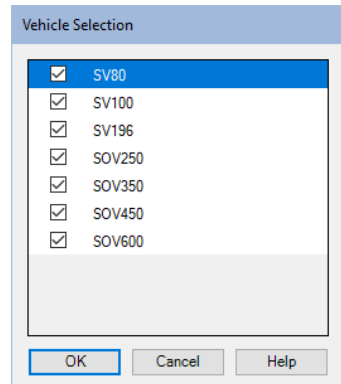 Vehicle Selection
SV80
SV100
SV196
SOV250
SOV350
SOV450
SOV600
OK Cancel Help